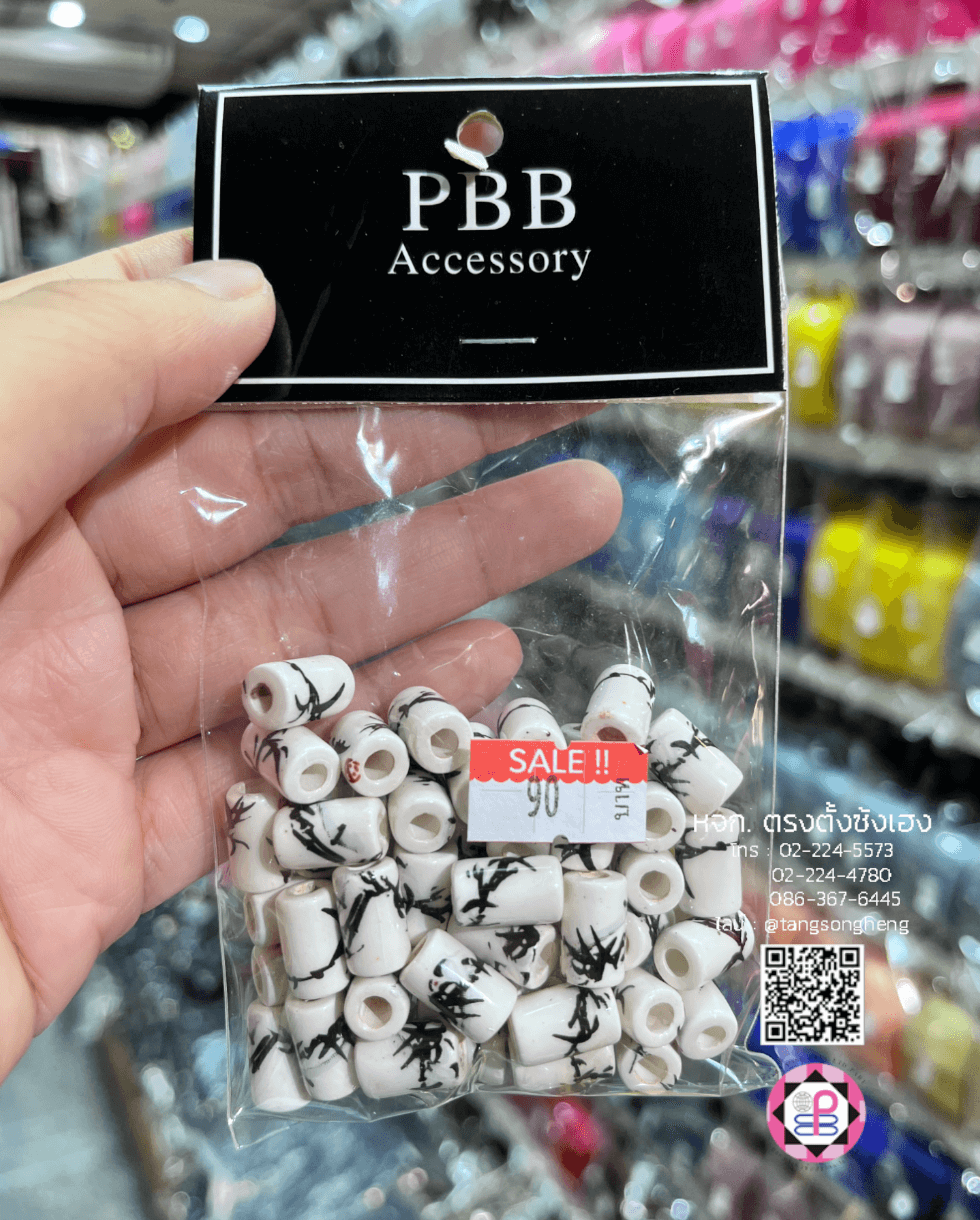 PBB
Accessory
SALE !!
90
บาท
หจก. ตรงตั้งซ้งเฮง
โทร : 02-224-5573
02-224-4780
086-367-6445
ไลน์ : @tangsongheng
PBB